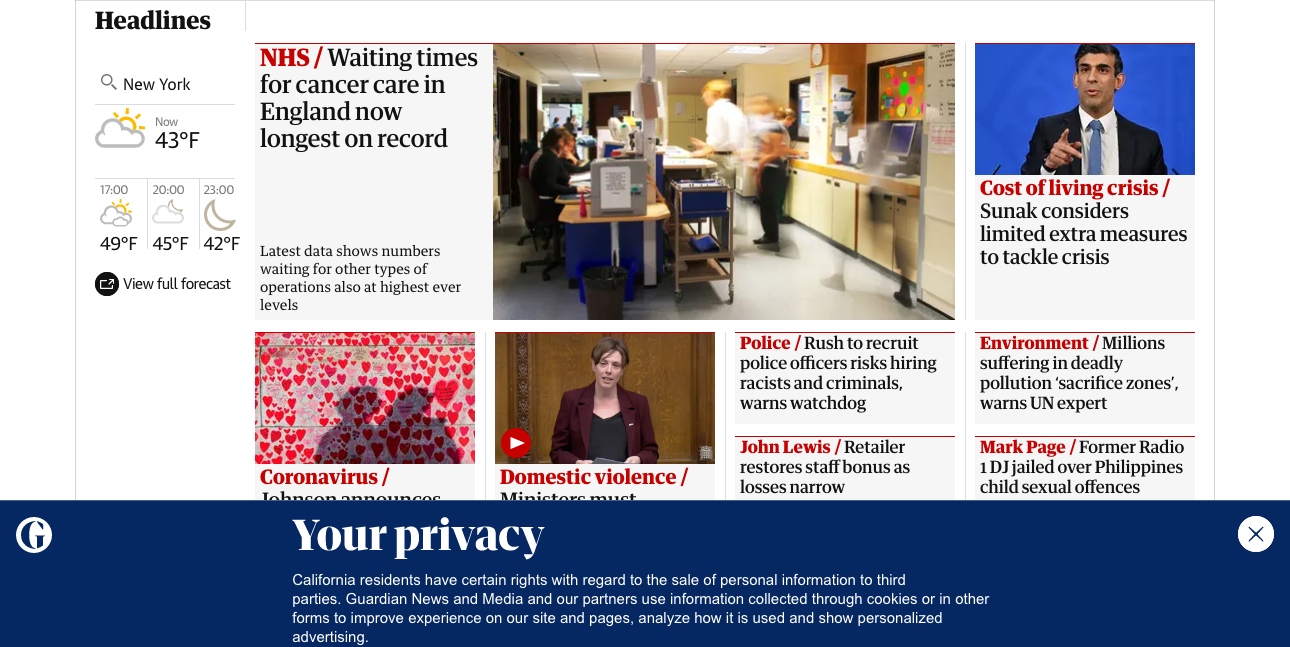 Headlines
New York
Now
43°F
17:00
49°F
20:00
45°F
23:00
42°F
View full forecast
NHS / Waiting times
for cancer care in
England now
longest on record
Latest data shows numbers
waiting for other types of
operations also at highest ever
levels
Cost of living crisis /
Sunak considers
limited extra measures
to tackle crisis
Coronavirus /
Johnson announces
Domestic violence /
Ministers must
Police / Rush to recruit
police officers risks hiring
racists and criminals,
warns watchdog
John Lewis / Retailer
restores staff bonus as
losses narrow
Environment / Millions
suffering in deadly
pollution ‘sacrifice zones’,
warns UN expert
Mark Page / Former Radio
1 DJ jailed over Philippines
child sexual offences
G
Your privacy
California residents have certain rights with regard to the sale of personal information to third
parties. Guardian News and Media and our partners use information collected through cookies or in other
forms to improve experience on our site and pages, analyze how it is used and show personalized
advertising.